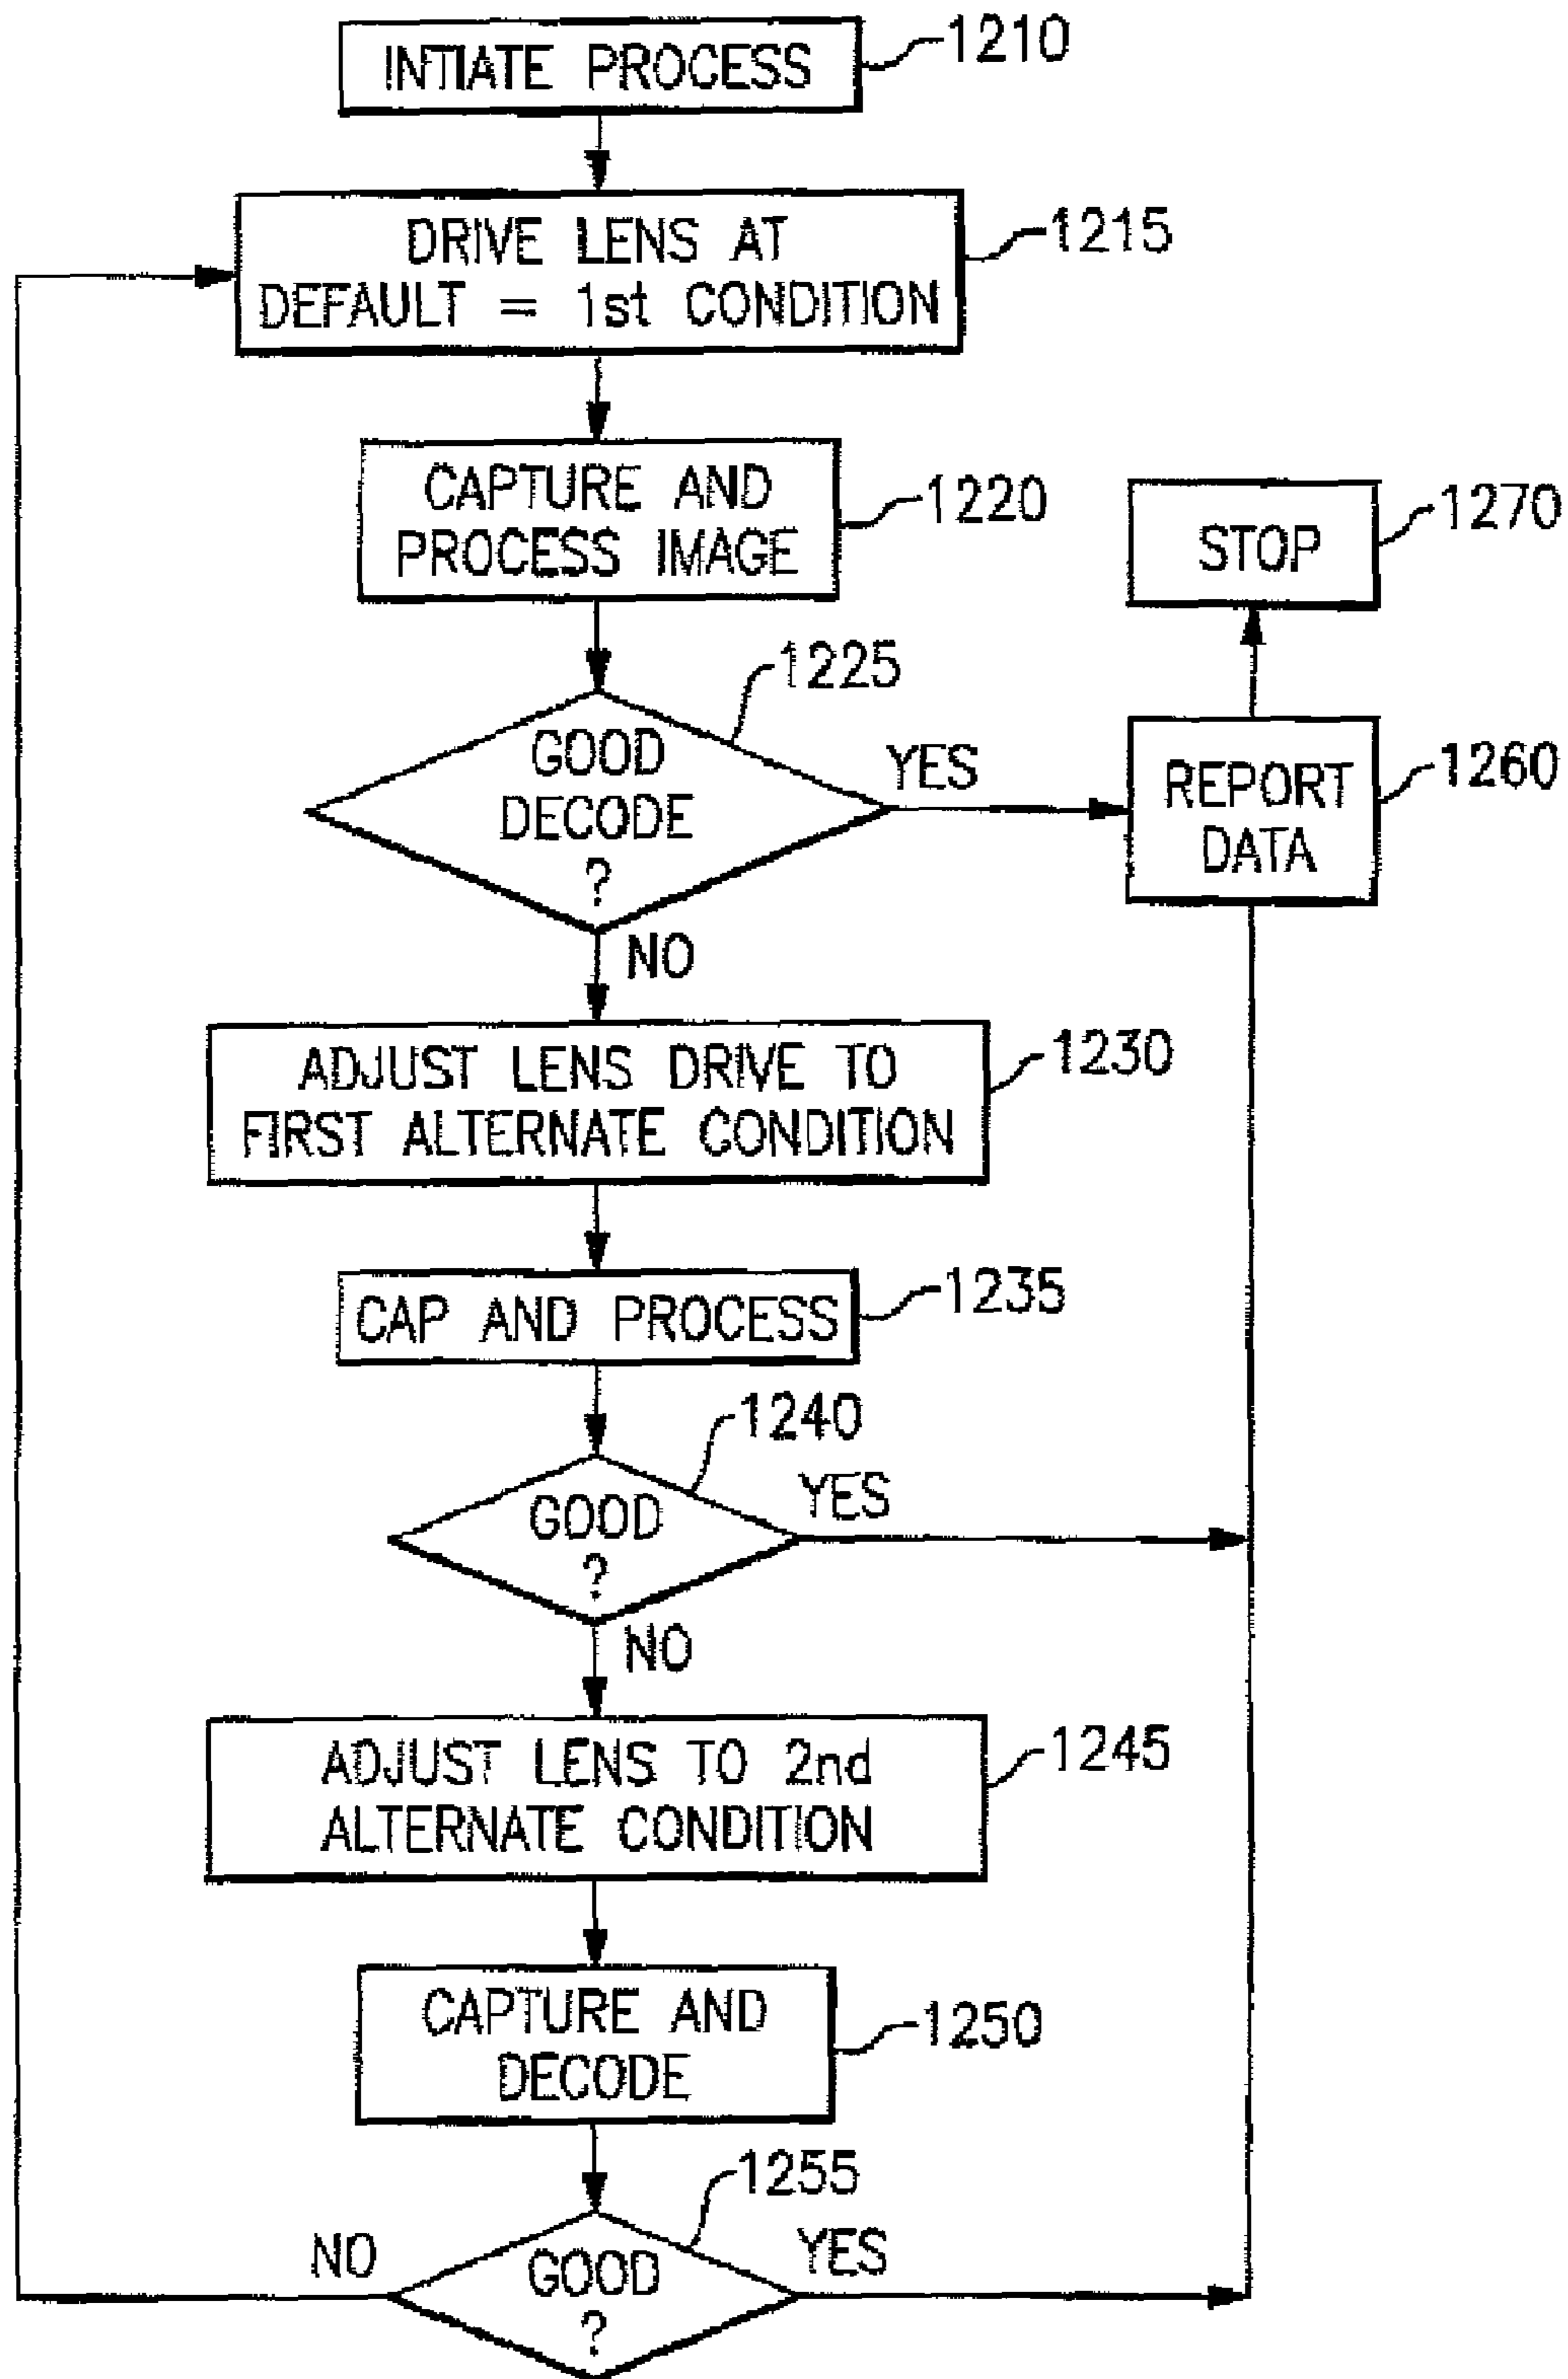 INTIATE PROCESS
1210
DRIVE LENS AT
DEFAULT = 1st CONDITION
1215
CAPTURE AND
PROCESS IMAGE
1220
STOP
1270
GOOD
DECODE
?
1225
YES
NO
REPORT
DATA
1260
ADJUST LENS DRIVE TO
FIRST ALTERNATE CONDITION
1230
CAP AND PROCESS
1235
GOOD
?
1240
YES
NO
ADJUST LENS TO 2nd
ALTERNATE CONDITION
1245
CAPTURE AND
DECODE
1250
GOOD
?
1255
NO
YES